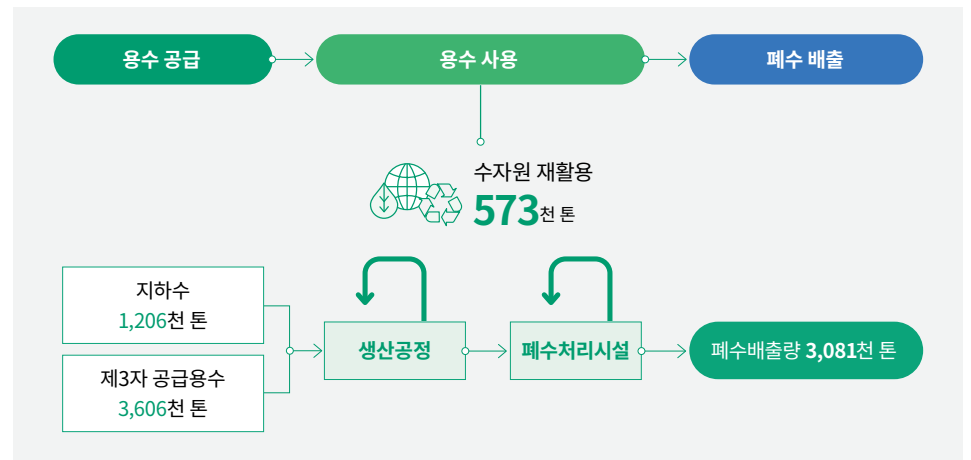 용수 공급
용수 사용
폐수 배출
수자원 재활용
573천 톤
지하수
1,206천 톤
제3자 공급용수
3,606천 톤
생산공정
폐수처리시설
폐수배출량 3,081천 톤